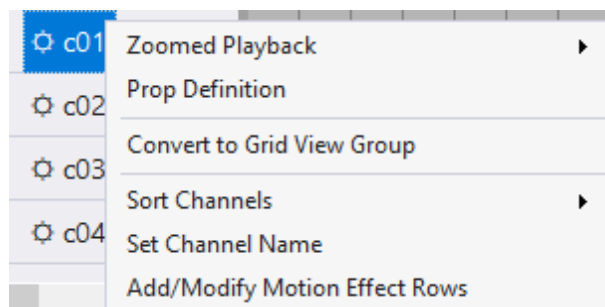 c01
Zoomed Playback
Prop Definition
c02
Convert to Grid View Group
c03
Sort Channels
c04
Set Channel Name
Add/Modify Motion Effect Rows